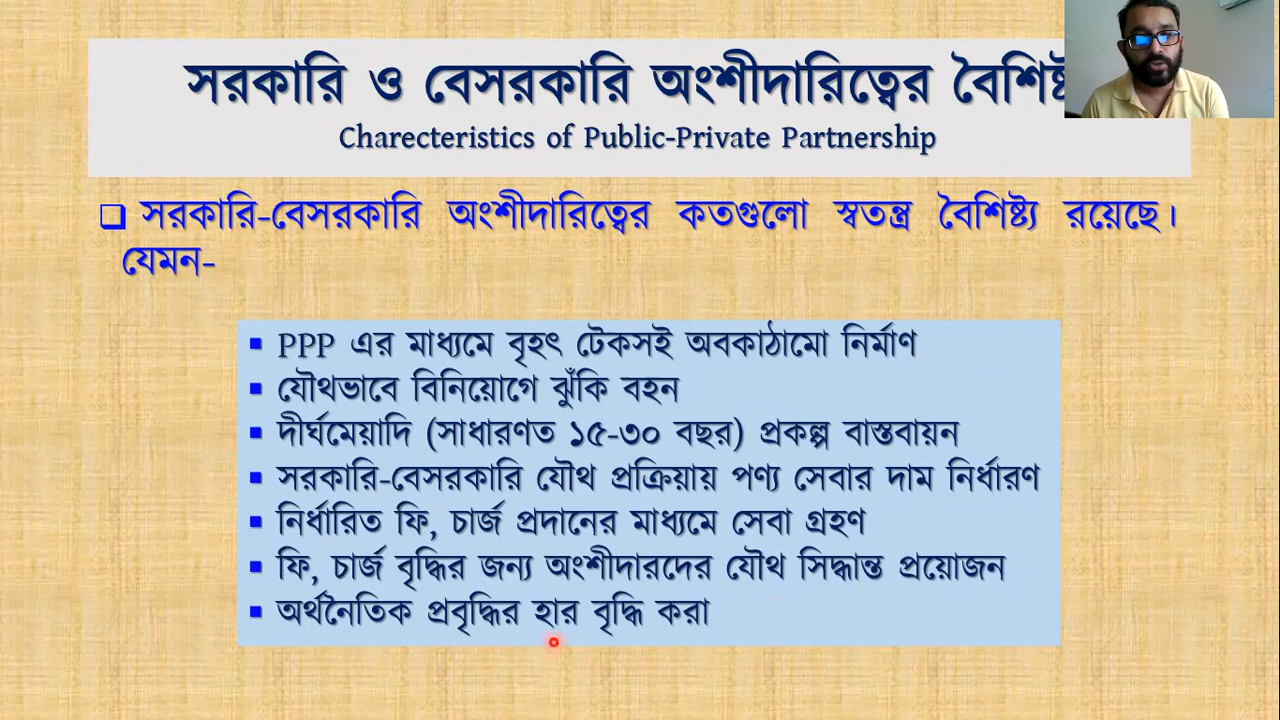 সরকারি ও বেসরকারি অংশীদারিত্বের
Charecteristics of Public-Private Partnership
❑ সরকারি-বেসরকারি অংশীদারিত্বের কতগুলো স্বতন্ত্র বৈশিষ্ট্য রয়েছে।
যেমন-
▪ PPP এর মাধ্যমে বৃহৎ টেকসই অবকাঠামো নির্মাণ
▪ যৌথভাবে বিনিয়োগে ঝুঁকি বহন
▪ দীর্ঘমেয়াদি (সাধারণত ১৫-৩০ বছর) প্রকল্প বাস্তবায়ন
▪ সরকারি-বেসরকারি যৌথ প্রক্রিয়ায় পণ্য সেবার দাম নির্ধারণ
▪ নির্ধারিত ফি, চার্জ প্রদানের মাধ্যমে সেবা গ্রহণ
▪ ফি, চার্জ বৃদ্ধির জন্য অংশীদারদের যৌথ সিদ্ধান্ত প্রয়োজন
▪ অর্থনৈতিক প্রবৃদ্ধির হার বৃদ্ধি করা